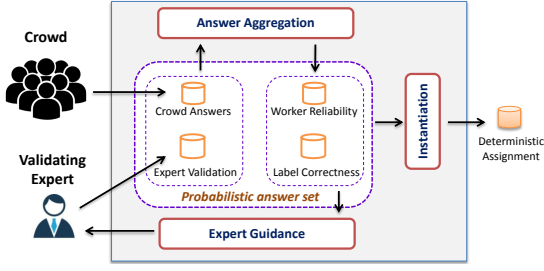 Answer Aggregation
Crowd
Crowd Answers
Worker Reliability
Instantiation
Deterministic
Assignment
Validating
Expert
Expert Validation
Label Correctness
Probabilistic answer set
Expert Guidance